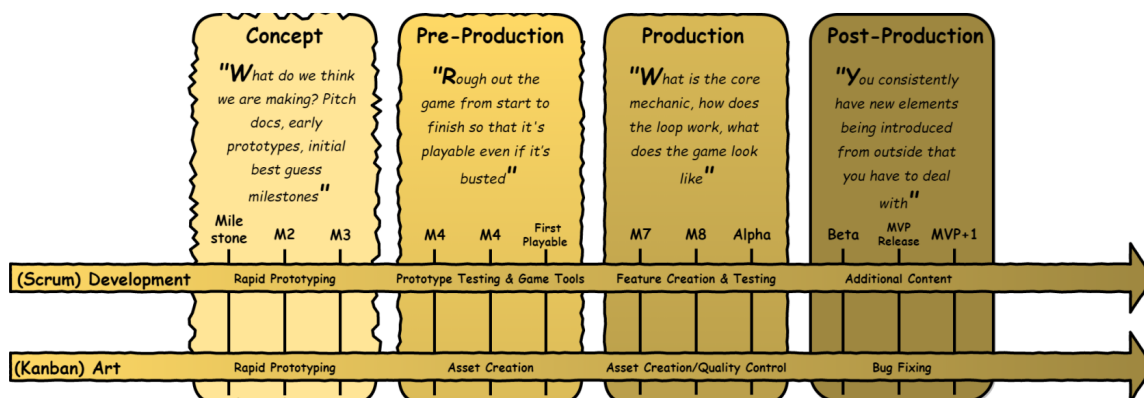 Concept
"What do we think
we are making? Pitch
docs, early
prototypes, initial
best guess
milestones"
Mile
stone
M2
M3
Pre-Production
"Rough out the
game from start to
finish so that it's
playable even if it's
busted"
M4
M4
First
Playable
Production
"What is the core
mechanic, how does
the loop work, what
does the game look
like"
M7
M8
Alpha
Post-Production
"You consistently
have new elements
being introduced
from outside that
you have to deal
with"
Beta
MVP
Release
MVP+1
(Scrum) Development
Rapid Prototyping
Prototype Testing & Game Tools
Feature Creation & Testing
Additional Content
(Kanban) Art
Rapid Prototyping
Asset Creation
Asset Creation/Quality Control
Bug Fixing